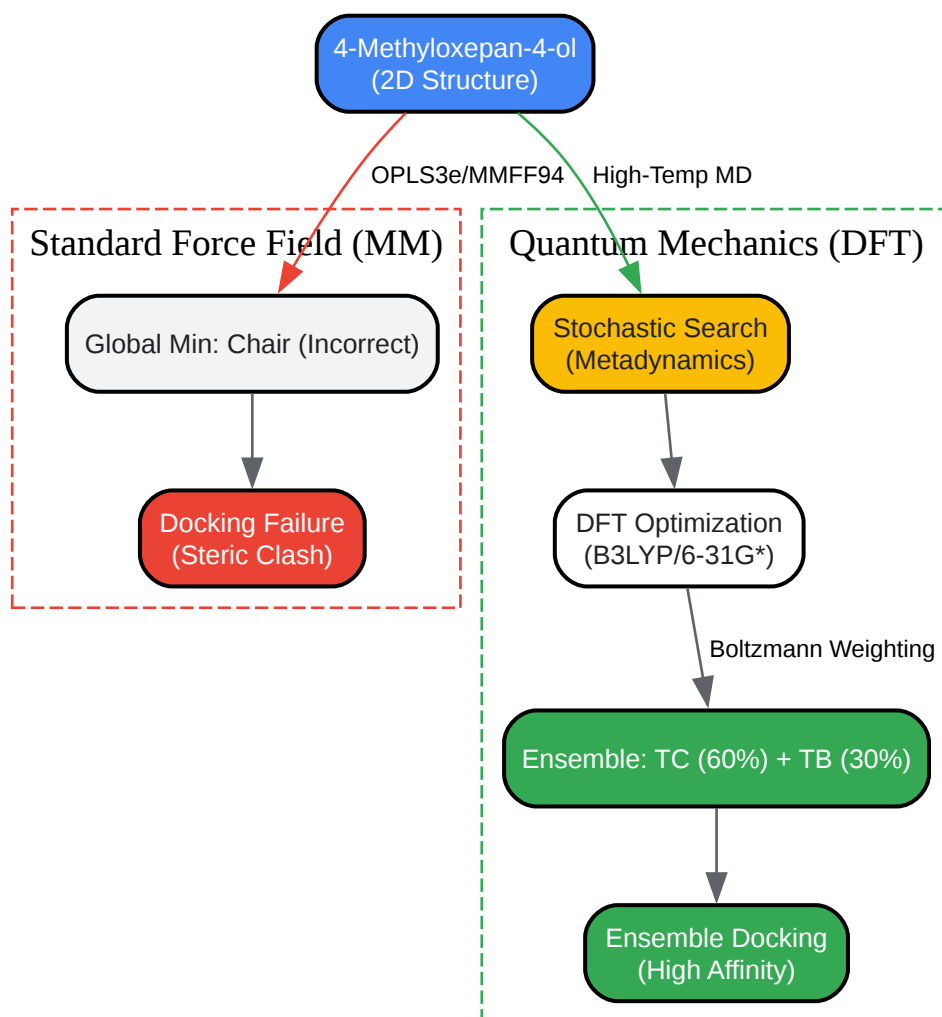 4-Methyloxepan-4-ol
(2D Structure)
OPLS3e/MMFF94
High-Temp MD
Standard Force Field (MM)
Quantum Mechanics (DFT)
Global Min: Chair (Incorrect)
Stochastic Search
(Metadynamics)
Docking Failure
(Steric Clash)
DFT Optimization
(B3LYP/6-31G*)
Boltzmann Weighting
Ensemble: TC (60%) + TB (30%)
Ensemble Docking
(High Affinity)